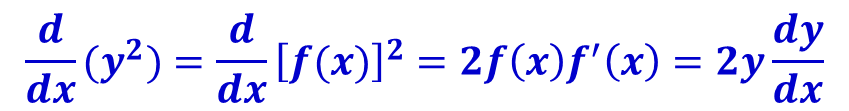 d/dx (y²) = d/dx [f(x)]² = 2f(x)f′(x) = 2y dy/dx